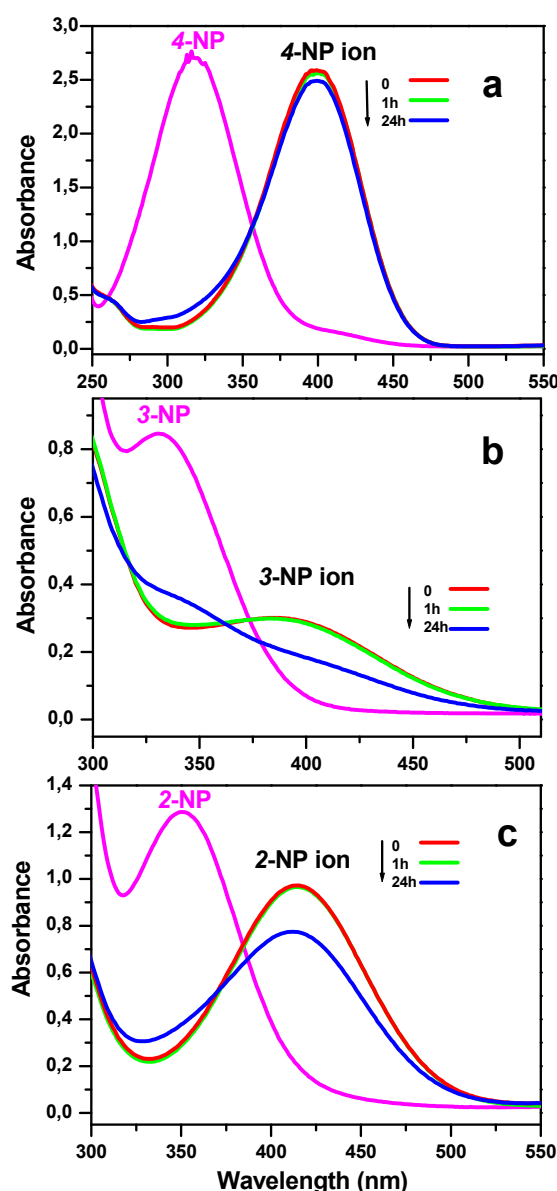 3,0
2,5
2,0
1,5
1,0
0,5
0,0
Absorbance
4-NP
4-NP ion
a
0
1h
24h
250 300 350 400 450 500 550
0,8
0,6
0,4
0,2
0,0
Absorbance
3-NP
3-NP ion
b
0
1h
24h
300 350 400 450 500
1,4
1,2
1,0
0,8
0,6
0,4
0,2
0,0
Absorbance
2-NP
2-NP ion
c
0
1h
24h
300 350 400 450 500 550
Wavelength (nm)